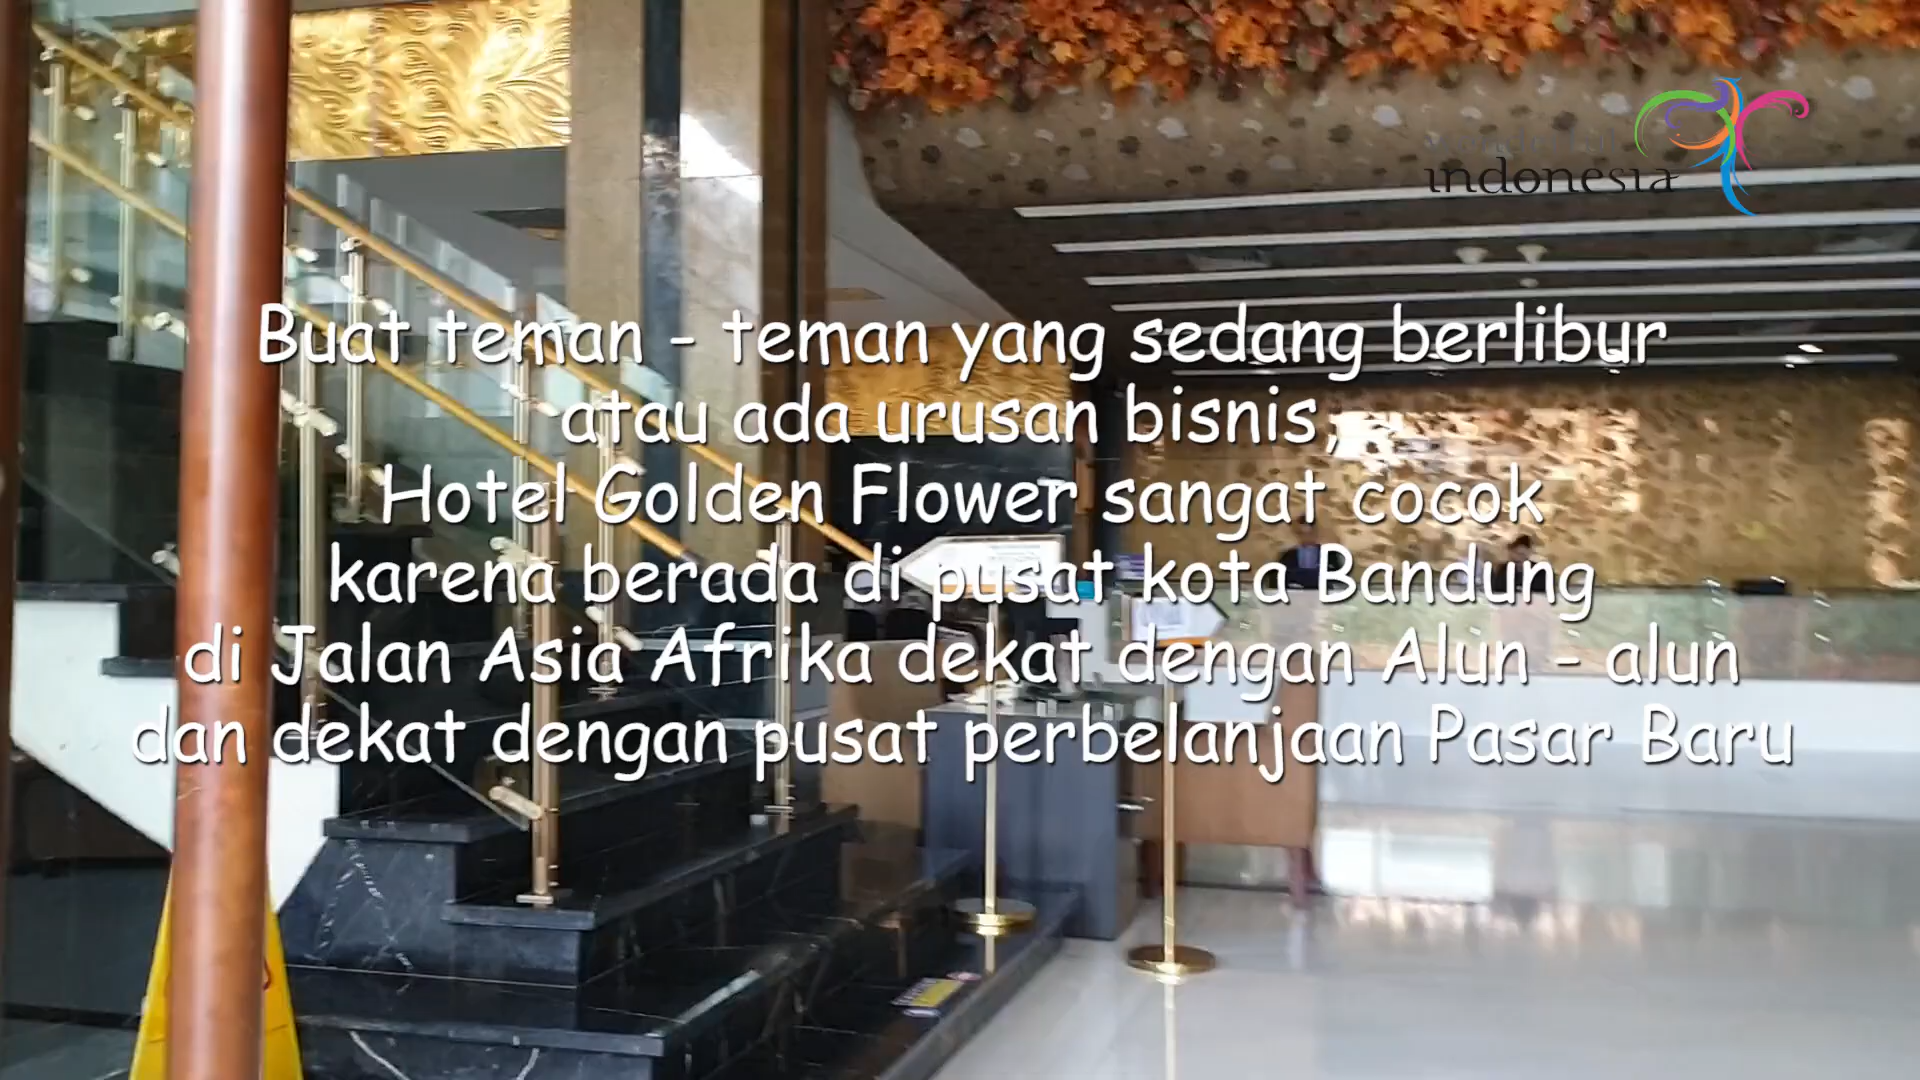 wonderful
indonesia
Buat teman - teman yang sedang berlibur
atau ada urusan bisnis,
Hotel Golden Flower sangat cocok
karena berada di pusat kota Bandung
di Jalan Asia Afrika dekat dengan Alun - alun
dan dekat dengan pusat perbelanjaan Pasar Baru